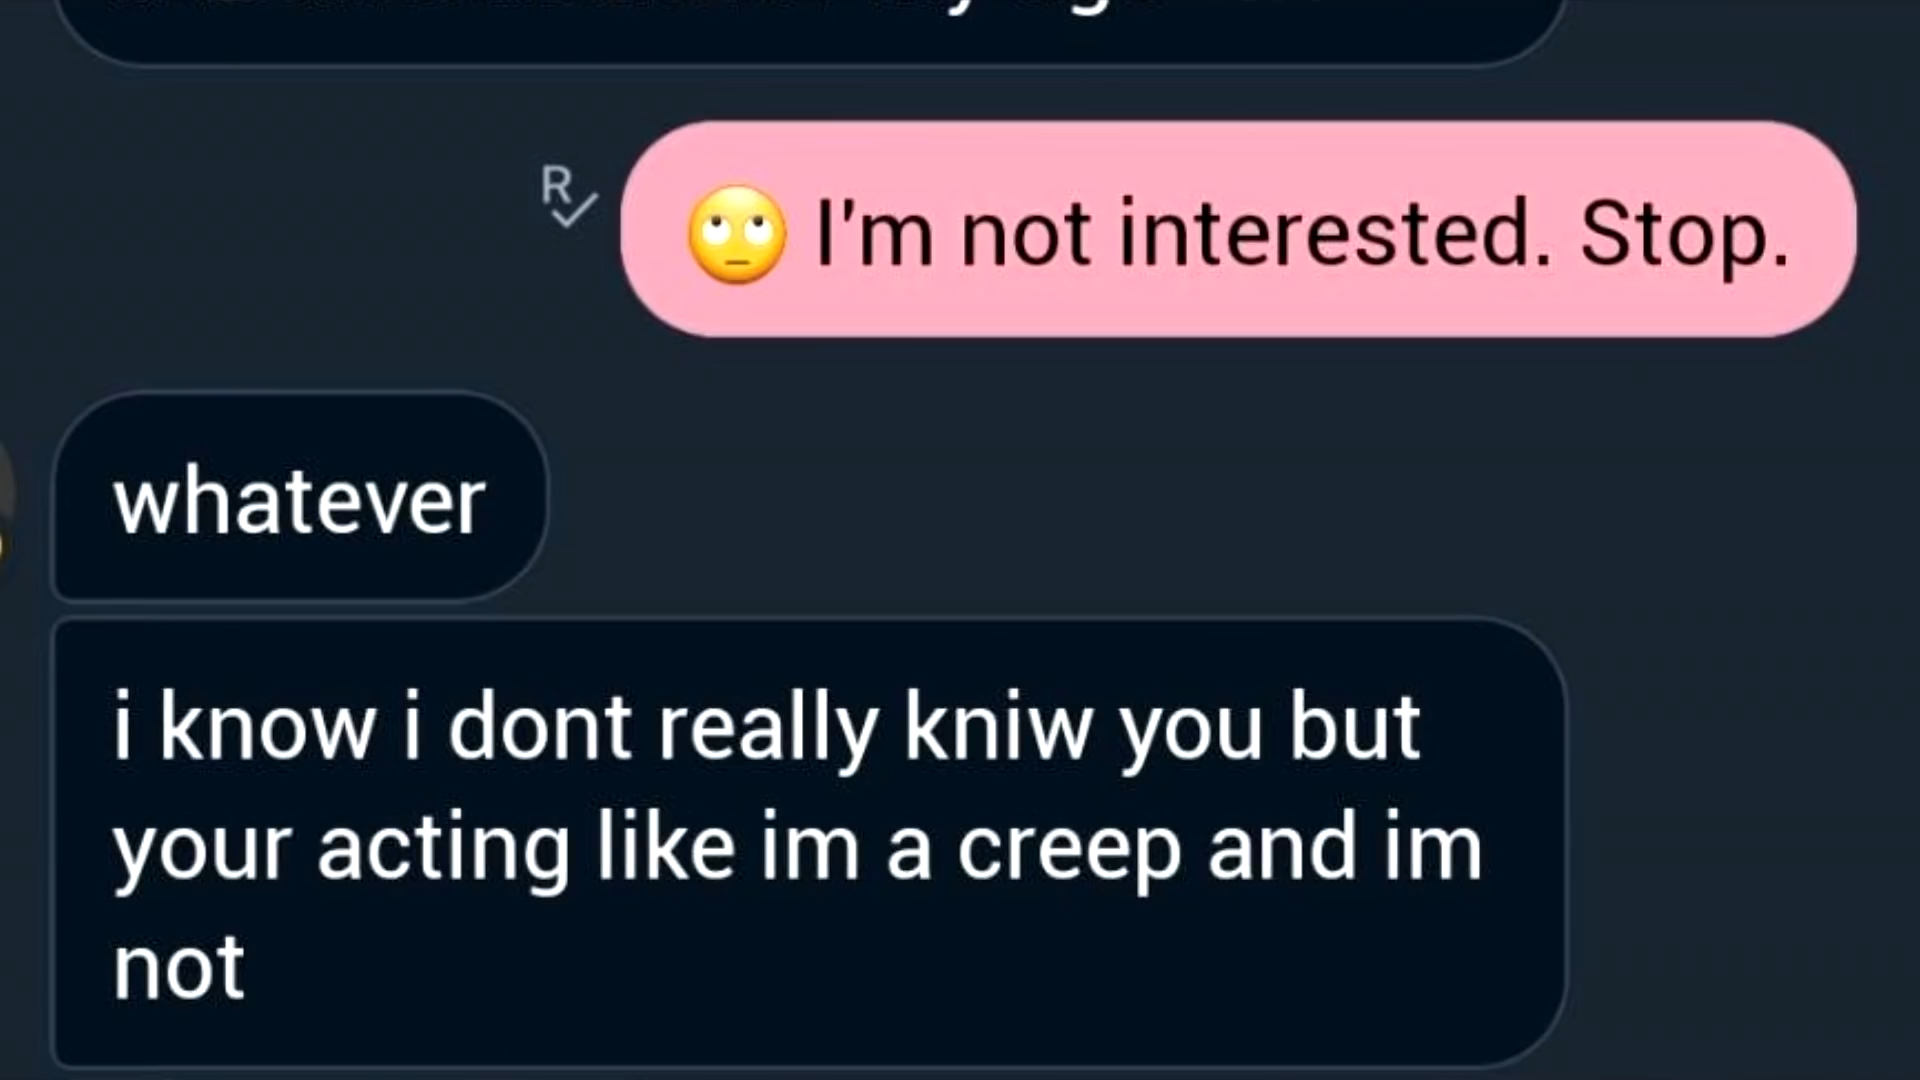 R
🙄 I'm not interested. Stop.
whatever
i know i dont really kniw you but
your acting like im a creep and im
not